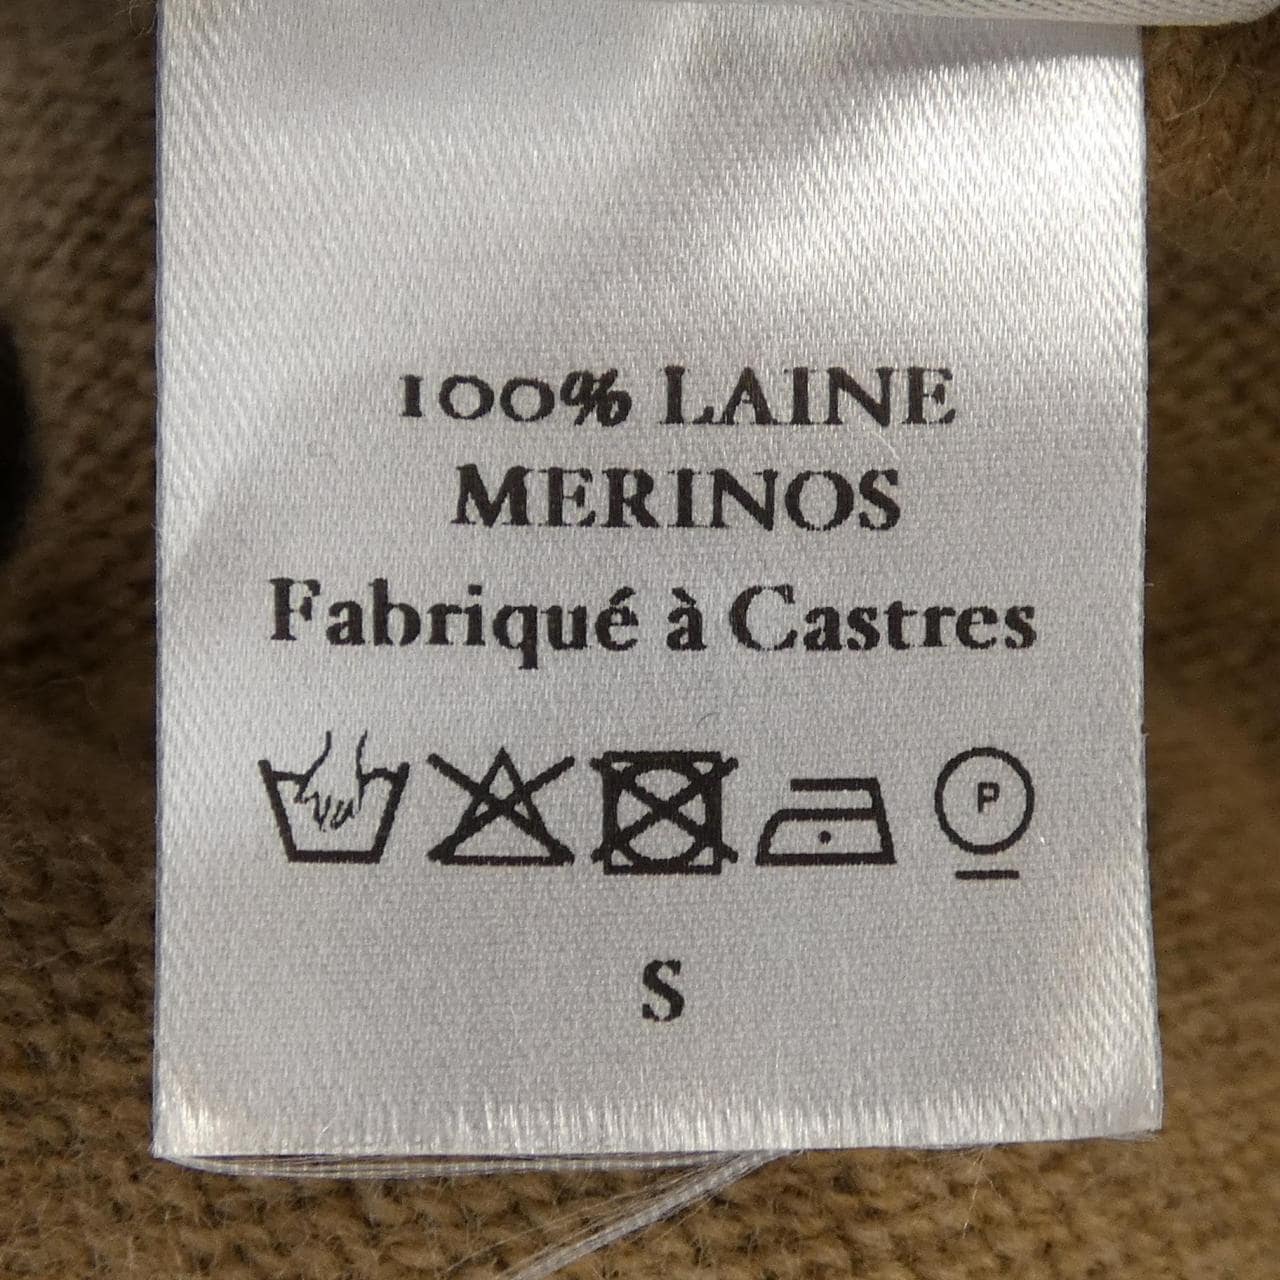 100% LAINE
MERINOS
Fabriqué à Castres
P
S